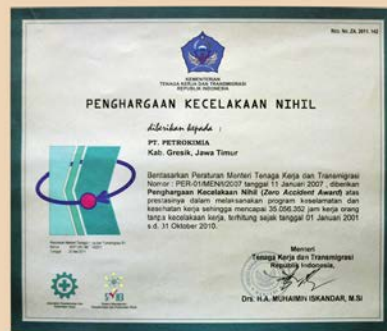 KEMENTERIAN
TENAGA KERJA DAN TRANSMIGRASI
REPUBLIK INDONESIA
PENGHARGAAN KECELAKAAN NIHIL
diberikan kepada :
PT. PETROKIMIA
Kab. Gresik, Jawa Timur
Berdasarkan Peraturan Menteri Tenaga Kerja dan Transmigrasi
Nomor : PER-01/MEN/I/2007 tanggal 11 Januari 2007 , diberikan
Penghargaan Kecelakaan Nihil (Zero Accident Award) atas
prestasinya dalam melaksanakan program keselamatan dan
kesehatan kerja sehingga mencapai 35.056.352 jam kerja orang
tanpa kecelakaan kerja, terhitung sejak tanggal 01 Januari 2001
s.d. 31 Oktober 2010.
Menteri
Tenaga Kerja dan Transmigrasi
Republik Indonesia,
Drs. H.A. MUHAIMIN ISKANDAR, M.Si